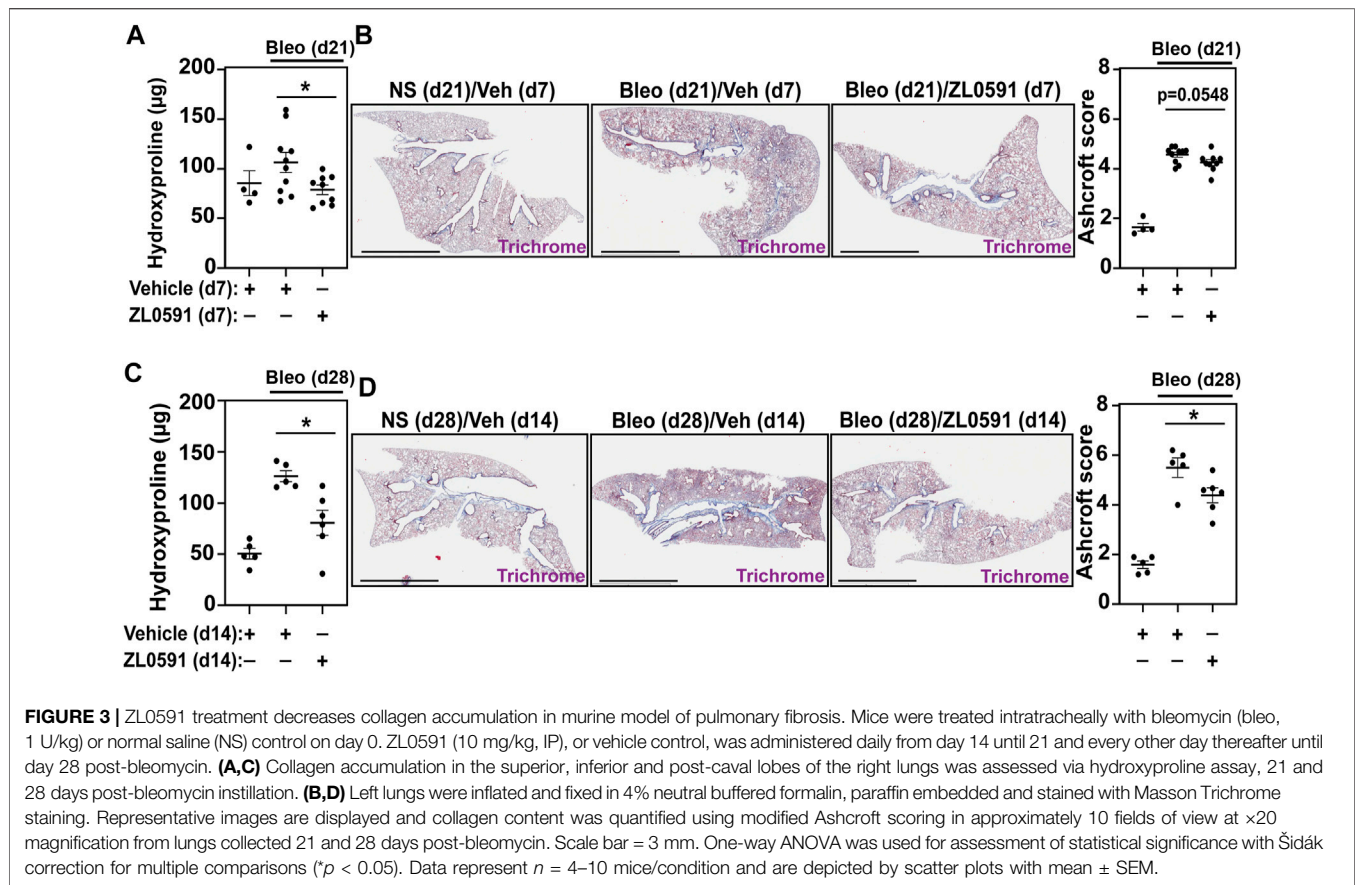 A
Bleo (d21)
Hydroxyproline (µg)
200
150
100
50
0
*
Vehicle (d7): + + –
ZL0591 (d7): – – +
B
NS (d21)/Veh (d7)
Bleo (d21)/Veh (d7)
Bleo (d21)/ZL0591 (d7)
Trichrome
Trichrome
Trichrome
Bleo (d21)
Ashcroft score
8
6
4
2
0
p=0.0548
+ + –
– – +
C
Bleo (d28)
Hydroxyproline (µg)
200
150
100
50
0
*
Vehicle (d14): + + –
ZL0591 (d14): – – +
D
NS (d28)/Veh (d14)
Bleo (d28)/Veh (d14)
Bleo (d28)/ZL0591 (d14)
Trichrome
Trichrome
Trichrome
Bleo (d28)
Ashcroft score
8
6
4
2
0
*
+ + –
– – +
FIGURE 3 | ZL0591 treatment decreases collagen accumulation in murine model of pulmonary fibrosis. Mice were treated intratracheally with bleomycin (bleo,
1 U/kg) or normal saline (NS) control on day 0. ZL0591 (10 mg/kg, IP), or vehicle control, was administered daily from day 14 until 21 and every other day thereafter until
day 28 post-bleomycin. (A,C) Collagen accumulation in the superior, inferior and post-caval lobes of the right lungs was assessed via hydroxyproline assay, 21 and
28 days post-bleomycin instillation. (B,D) Left lungs were inflated and fixed in 4% neutral buffered formalin, paraffin embedded and stained with Masson Trichrome
staining. Representative images are displayed and collagen content was quantified using modified Ashcroft scoring in approximately 10 fields of view at ×20
magnification from lungs collected 21 and 28 days post-bleomycin. Scale bar = 3 mm. One-way ANOVA was used for assessment of statistical significance with Šidák
correction for multiple comparisons (*p < 0.05). Data represent n = 4–10 mice/condition and are depicted by scatter plots with mean ± SEM.